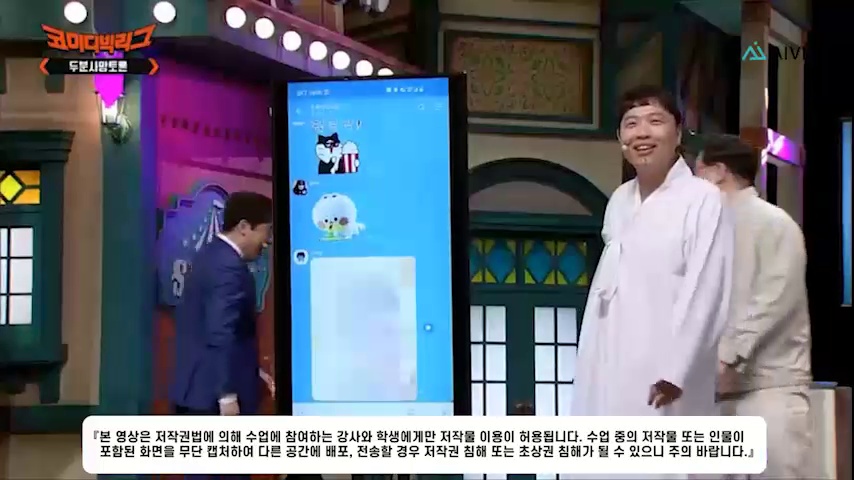 코미디빅리그
두분사망토론
AIV
『본 영상은 저작권법에 의해 수업에 참여하는 강사와 학생에게만 저작물 이용이 허용됩니다. 수업 중의 저작물 또는 인물이
포함된 화면을 무단 캡처하여 다른 공간에 배포, 전송할 경우 저작권 침해 또는 초상권 침해가 될 수 있으니 주의 바랍니다.』